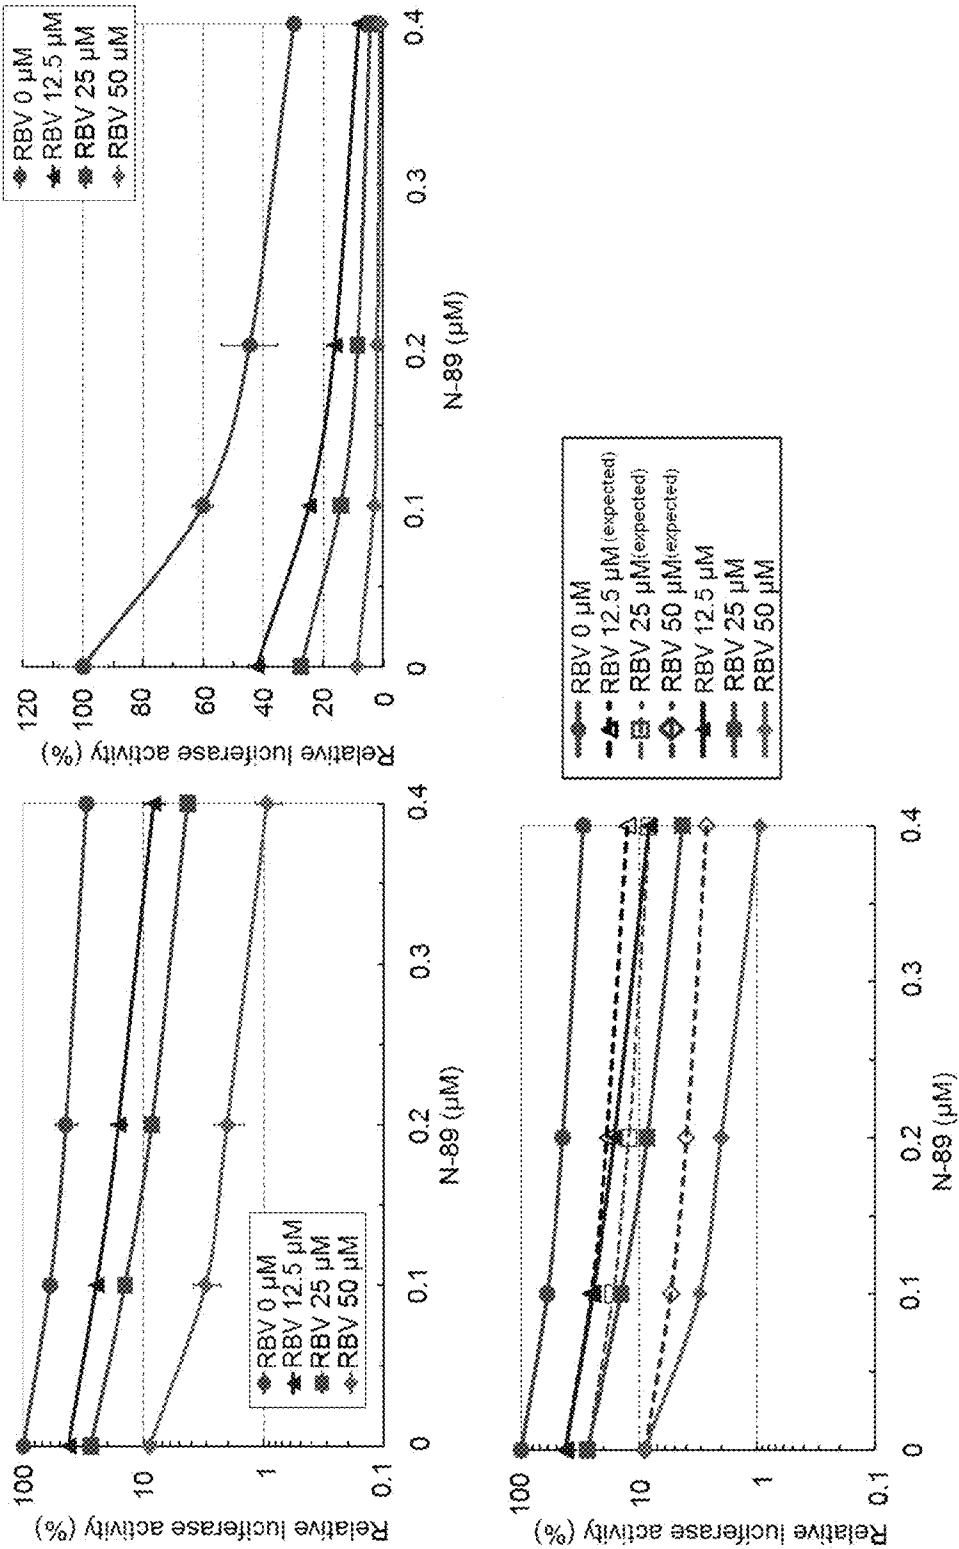 Relative luciferase activity (%)
100
10
1
0.1
RBV 0 µM
RBV 12.5 µM
RBV 25 µM
RBV 50 µM
0 0.1 0.2 0.3 0.4
N-89 (µM)
Relative luciferase activity (%)
120
100
80
60
40
20
0
RBV 0 µM
RBV 12.5 µM
RBV 25 µM
RBV 50 uM
0 0.1 0.2 0.3 0.4
N-89 (µM)
Relative luciferase activity (%)
100
10
1
0.1
0 0.1 0.2 0.3 0.4
N-89 (µM)
RBV 0 µM
RBV 12.5 µM (expected)
RBV 25 µM(expected)
RBV 50 µM(expected)
RBV 12.5 µM
RBV 25 µM
RBV 50 µM